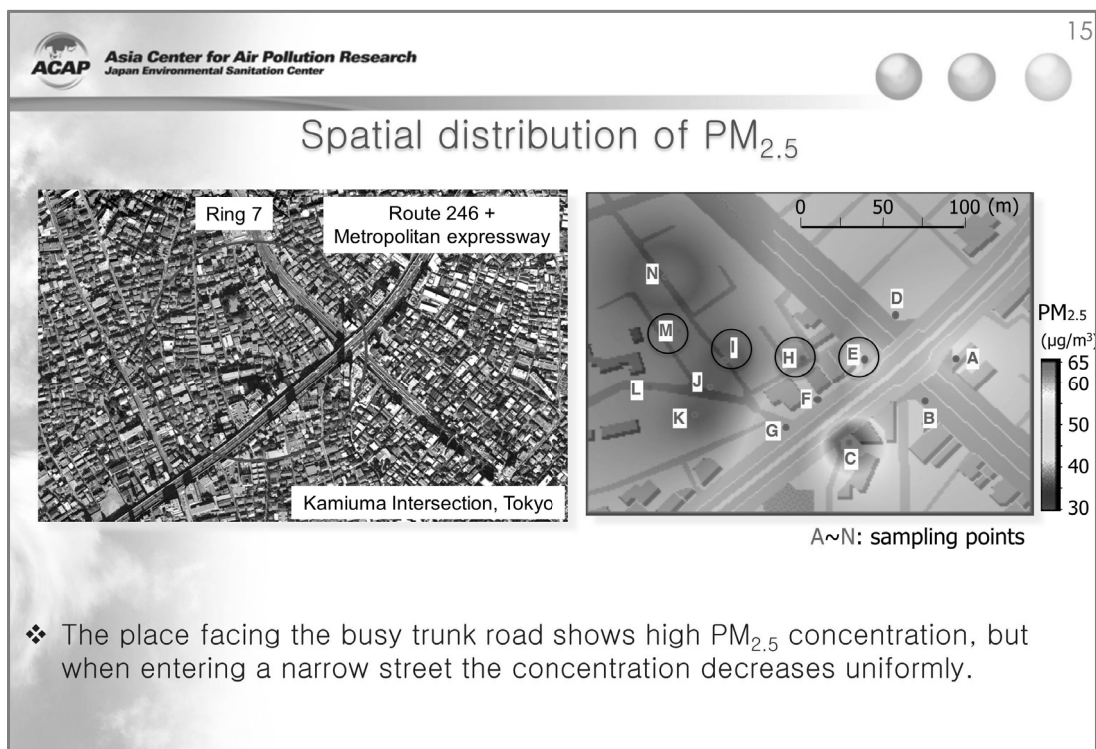 15
ACAP
Asia Center for Air Pollution Research
Japan Environmental Sanitation Center
Spatial distribution of PM2.5
Ring 7
Route 246 +
Metropolitan expressway
Kamiuma Intersection, Tokyo
0 50 100 (m)
N
D
M
I
H
E
A
L
J
F
B
K
G
C
PM2.5
(μg/m³)
65
60
50
40
30
A~N: sampling points
❖ The place facing the busy trunk road shows high PM2.5 concentration, but
when entering a narrow street the concentration decreases uniformly.